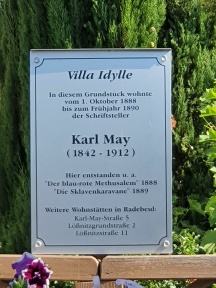 Villa Idylle
In diesem Grundstück wohnte
vom 1. Oktober 1888
bis zum Frühjahr 1890
der Schriftsteller
Karl May
(1842 - 1912)
Hier entstanden u. a.
"Der blau-rote Methusalem" 1888
"Die Sklavenkarawane" 1889
Weitere Wohnstätten in Radebeul:
Karl-May-Straße 5
Lößnitzgrundstraße 2
Lößnitzstraße 11